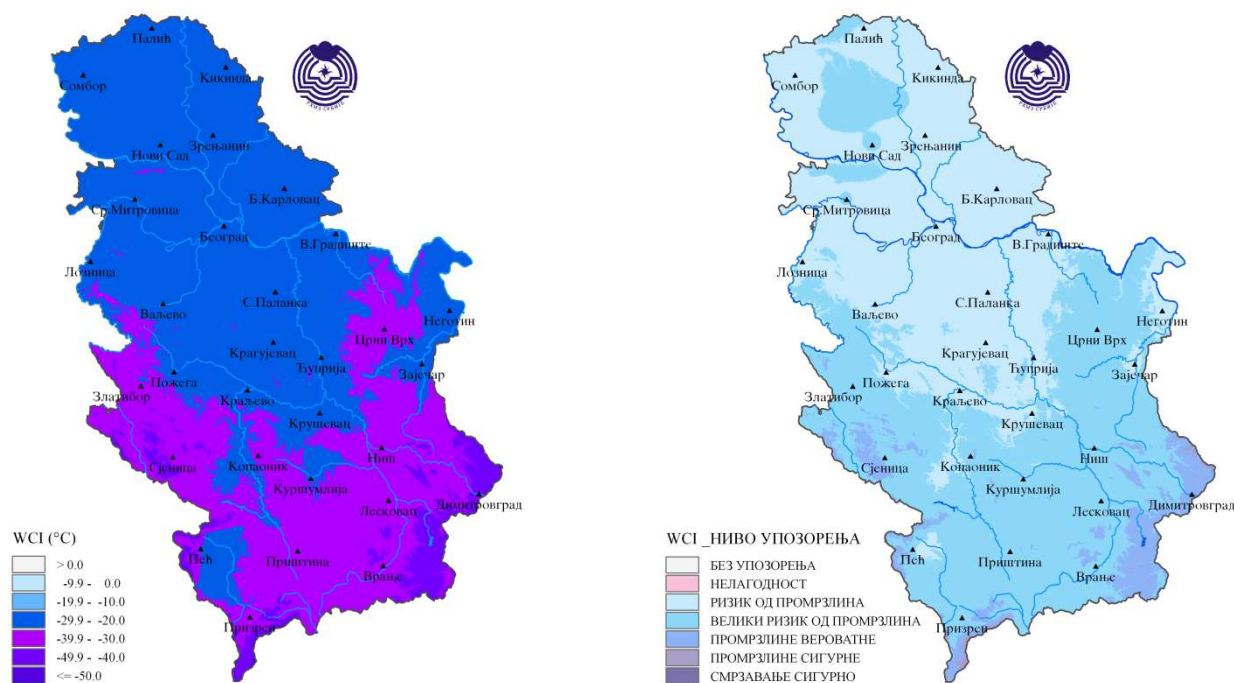 Палић
Кикинда
Сомбор
Зрењанин
Нови Сад
Б.Карловац
Ср.Митровица
Београд
В.Градиште
Лозница
С.Паланка
Ваљево
Неготин
Црни Врх
Крагујевац
Ћуприја
Зајечар
Пожега
Златибор
Краљево
Крушевац
Ниш
Сјеница
Копаоник
Куршумлија
Димитровград
Лесковац
WCI (°C)
Пећ
Приштина
Врање
> 0.0
-9.9 - 0.0
-19.9 - -10.0
-29.9 - -20.0
Призрен
-39.9 - -30.0
-49.9 - -40.0
<= -50.0
РХМЗ СРБИЈЕ
Палић
Кикинда
Сомбор
Зрењанин
Нови Сад
Б.Карловац
Ср.Митровица
Београд
В.Градиште
Лозница
С.Паланка
Ваљево
Неготин
Црни Врх
Крагујевац
Ћуприја
Зајечар
Пожега
Златибор
Краљево
Крушевац
Ниш
Сјеница
Копаоник
Куршумлија
Димитровград
Лесковац
WCI _НИВО УПОЗОРЕЊА
Пећ
Приштина
Врање
БЕЗ УПОЗОРЕЊА
НЕЛАГОДНОСТ
РИЗИК ОД ПРОМРЗЛИНА
ВЕЛИКИ РИЗИК ОД ПРОМРЗЛИНА
Призрен
ПРОМРЗЛИНЕ ВЕРОВАТНЕ
ПРОМРЗЛИНЕ СИГУРНЕ
СМРЗАВАЊЕ СИГУРНО
РХМЗ СРБИЈЕ